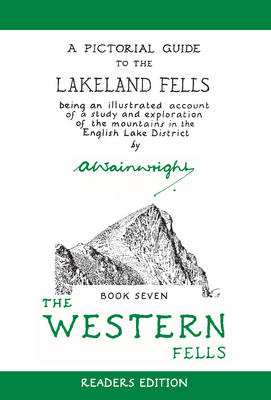 A PICTORIAL GUIDE
TO THE
LAKELAND FELLS
being an illustrated account
of a study and exploration
of the mountains in the
English Lake District
by
AWainwright
BOOK SEVEN
THE
WESTERN
FELLS
READERS EDITION